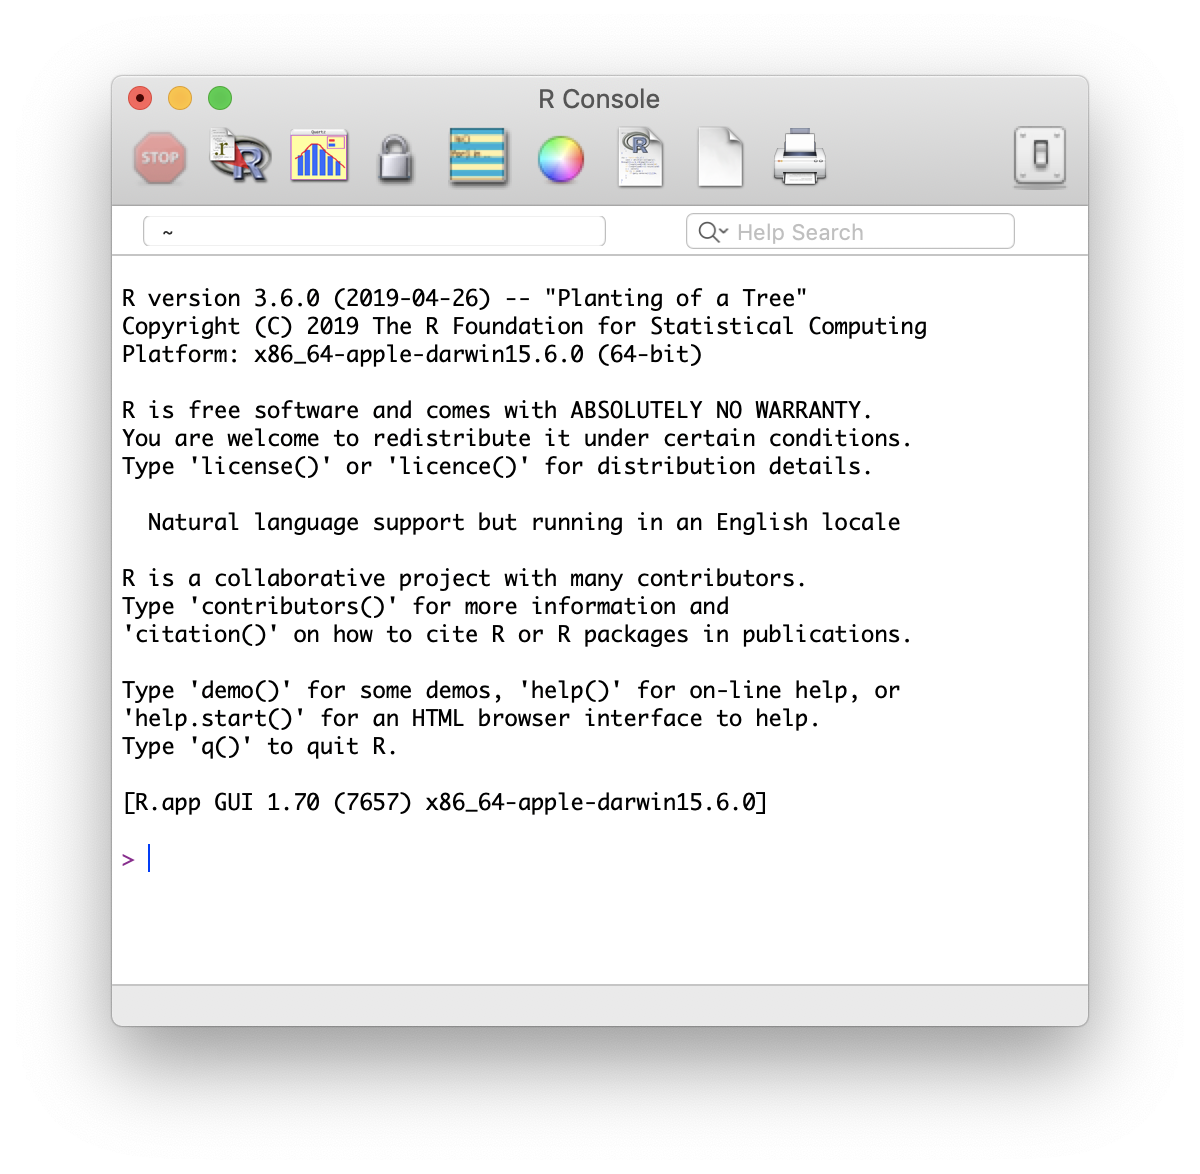 R Console
STOP
r
R
Quartz
R
~
Help Search
R version 3.6.0 (2019-04-26) -- "Planting of a Tree"
Copyright (C) 2019 The R Foundation for Statistical Computing
Platform: x86_64-apple-darwin15.6.0 (64-bit)
R is free software and comes with ABSOLUTELY NO WARRANTY.
You are welcome to redistribute it under certain conditions.
Type 'license()' or 'licence()' for distribution details.
Natural language support but running in an English locale
R is a collaborative project with many contributors.
Type 'contributors()' for more information and
'citation()' on how to cite R or R packages in publications.
Type 'demo()' for some demos, 'help()' for on-line help, or
'help.start()' for an HTML browser interface to help.
Type 'q()' to quit R.
[R.app GUI 1.70 (7657) x86_64-apple-darwin15.6.0]
>